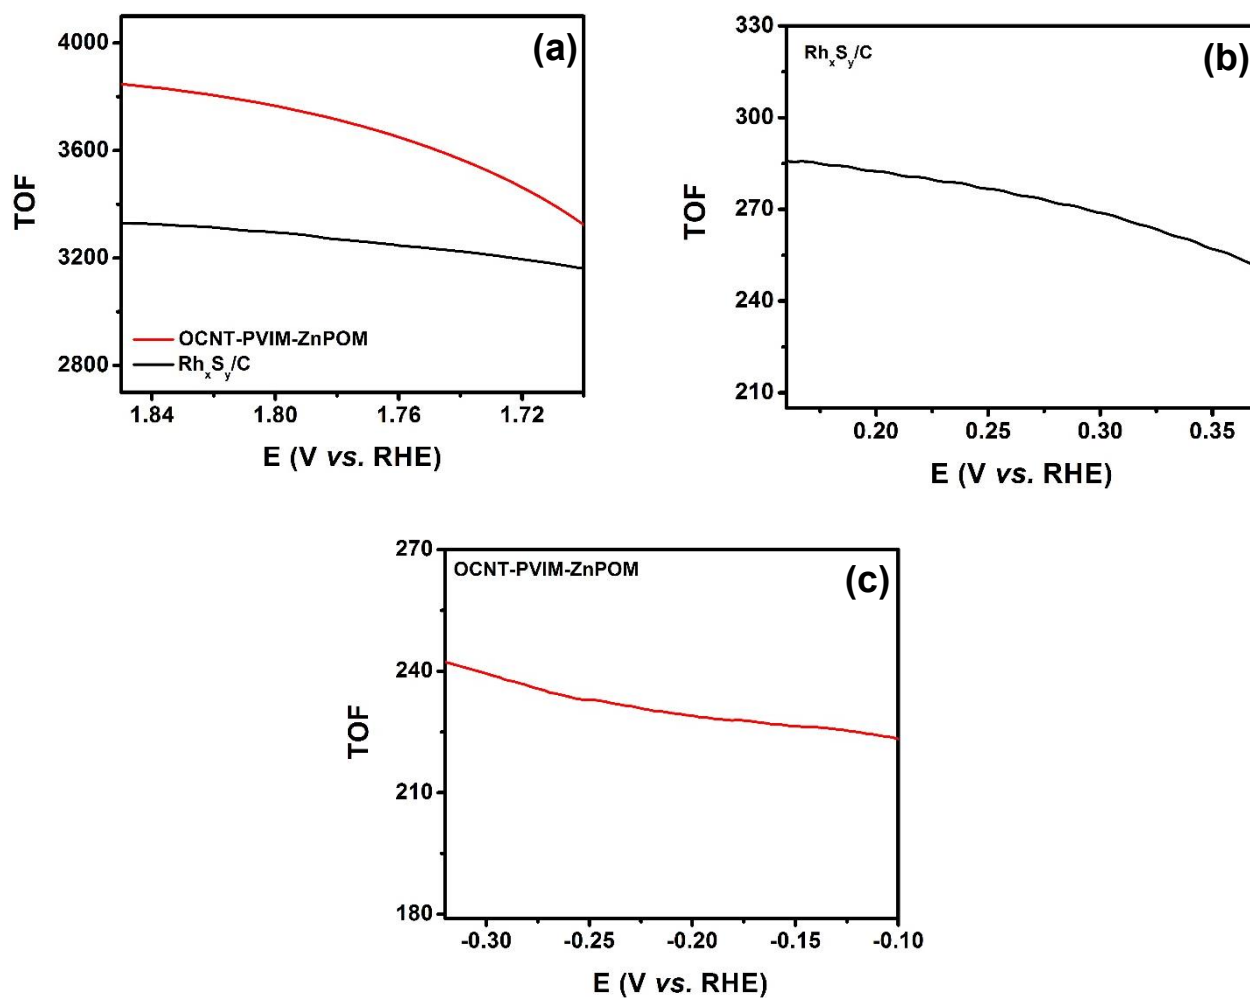 (a)
TOF
4000
3600
3200
2800
OCNT-PVIM-ZnPOM
RhxSy/C
1.84 1.80 1.76 1.72
E (V vs. RHE)
(b)
RhxSy/C
TOF
330
300
270
240
210
0.20 0.25 0.30 0.35
E (V vs. RHE)
(c)
OCNT-PVIM-ZnPOM
TOF
270
240
210
180
-0.30 -0.25 -0.20 -0.15 -0.10
E (V vs. RHE)